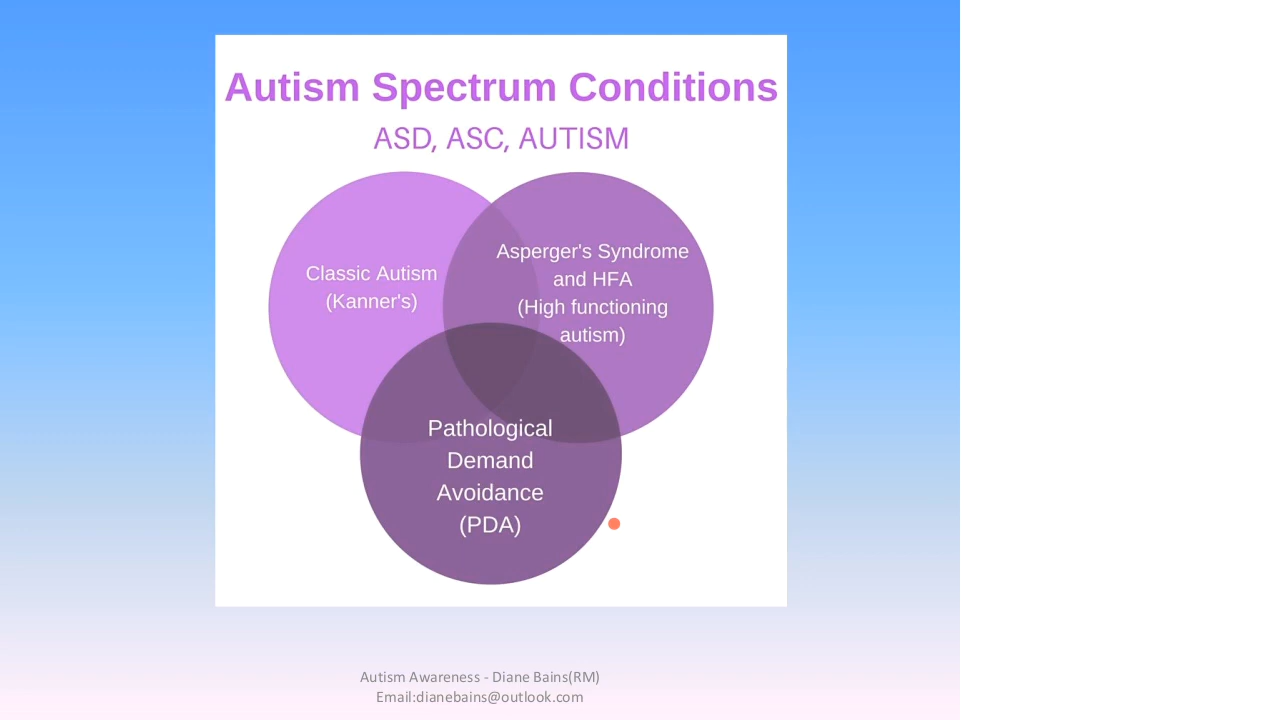 Autism Spectrum Conditions
ASD, ASC, AUTISM
Classic Autism
(Kanner's)
Asperger's Syndrome
and HFA
(High functioning
autism)
Pathological
Demand
Avoidance
(PDA)
Autism Awareness - Diane Bains(RM)
Email:dianebains@outlook.com